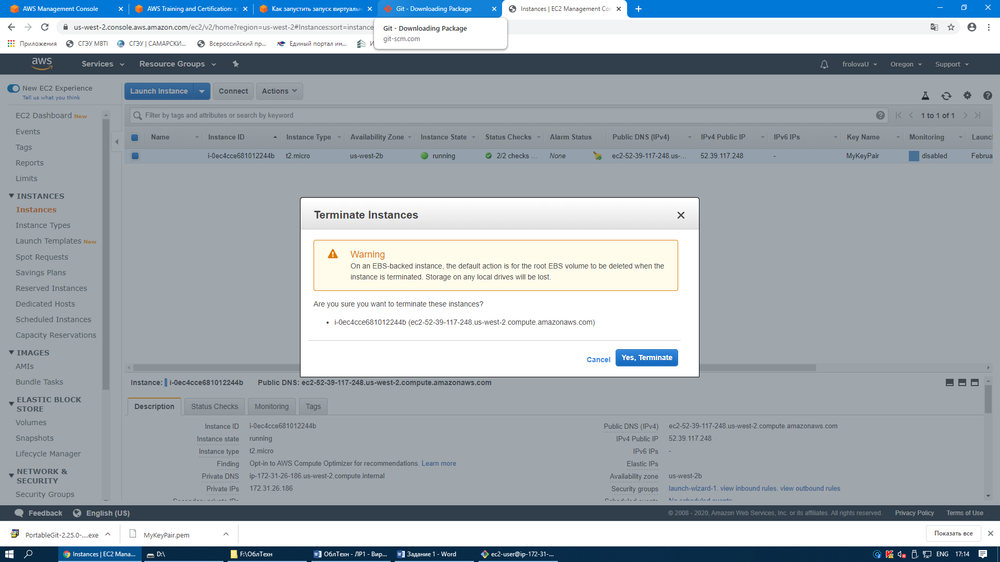 AWS Management Console
AWS Training and Certification: к
Как запустить запуск виртуальн
Git - Downloading Package
Instances | EC2 Management Co
us-west-2.console.aws.amazon.com/ec2/v2/home?region=us-west-2#Instances:sort=instance
Git - Downloading Package
git-scm.com
Приложения
СГЭУ МВТІ
СГЭУ | САМАРСКИ...
Всероссийский пр...
Единый портал ин...
aws
Services
Resource Groups
frolovaU
Oregon
Support
New EC2 Experience
Tell us what you think
Launch Instance
Connect
Actions
EC2 Dashboard New
Events
Tags
Reports
Limits
INSTANCES
Instances
Instance Types
Launch Templates New
Spot Requests
Savings Plans
Reserved Instances
Dedicated Hosts
Scheduled Instances
Capacity Reservations
IMAGES
AMIs
Bundle Tasks
ELASTIC BLOCK
STORE
Volumes
Snapshots
Lifecycle Manager
NETWORK &
SECURITY
Security Groups
Filter by tags and attributes or search by keyword
1 to 1 of 1
Name
Instance ID
Instance Type
Availability Zone
Instance State
Status Checks
Alarm Status
Public DNS (IPv4)
IPv4 Public IP
IPv6 IPs
Key Name
Monitoring
Launc
i-0ec4cce681012244b
t2.micro
us-west-2b
running
2/2 checks ...
None
ec2-52-39-117-248.us-...
52.39.117.248
-
MyKeyPair
disabled
Februa
Terminate Instances
Warning
On an EBS-backed instance, the default action is for the root EBS volume to be deleted when the
instance is terminated. Storage on any local drives will be lost.
Are you sure you want to terminate these instances?
• i-0ec4cce681012244b (ec2-52-39-117-248.us-west-2.compute.amazonaws.com)
Cancel
Yes, Terminate
Instance: i-0ec4cce681012244b Public DNS: ec2-52-39-117-248.us-west-2.compute.amazonaws.com
Description
Status Checks
Monitoring
Tags
Instance ID i-0ec4cce681012244b
Instance state running
Instance type t2.micro
Finding Opt-in to AWS Compute Optimizer for recommendations. Learn more
Private DNS ip-172-31-26-186.us-west-2.compute.internal
Private IPs 172.31.26.186
Secondary private IPs
Public DNS (IPv4) ec2-52-39-117-248.us-west-2.compute.amazonaws.com
IPv4 Public IP 52.39.117.248
IPv6 IPs -
Elastic IPs
Availability zone us-west-2b
Security groups launch-wizard-1. view inbound rules. view outbound rules
Scheduled events No scheduled events
Feedback
English (US)
© 2008 - 2020, Amazon Web Services, Inc. or its affiliates. All rights reserved.
Privacy Policy
Terms of Use
PortableGit-2.25.0-....exe
MyKeyPair.pem
Показать все
Instances | EC2 Mana...
D:\
F:\ОблТехн
ОблТехн - ЛР1 - Вир...
Задание 1 - Word
ec2-user@ip-172-31-...
ENG
17:14